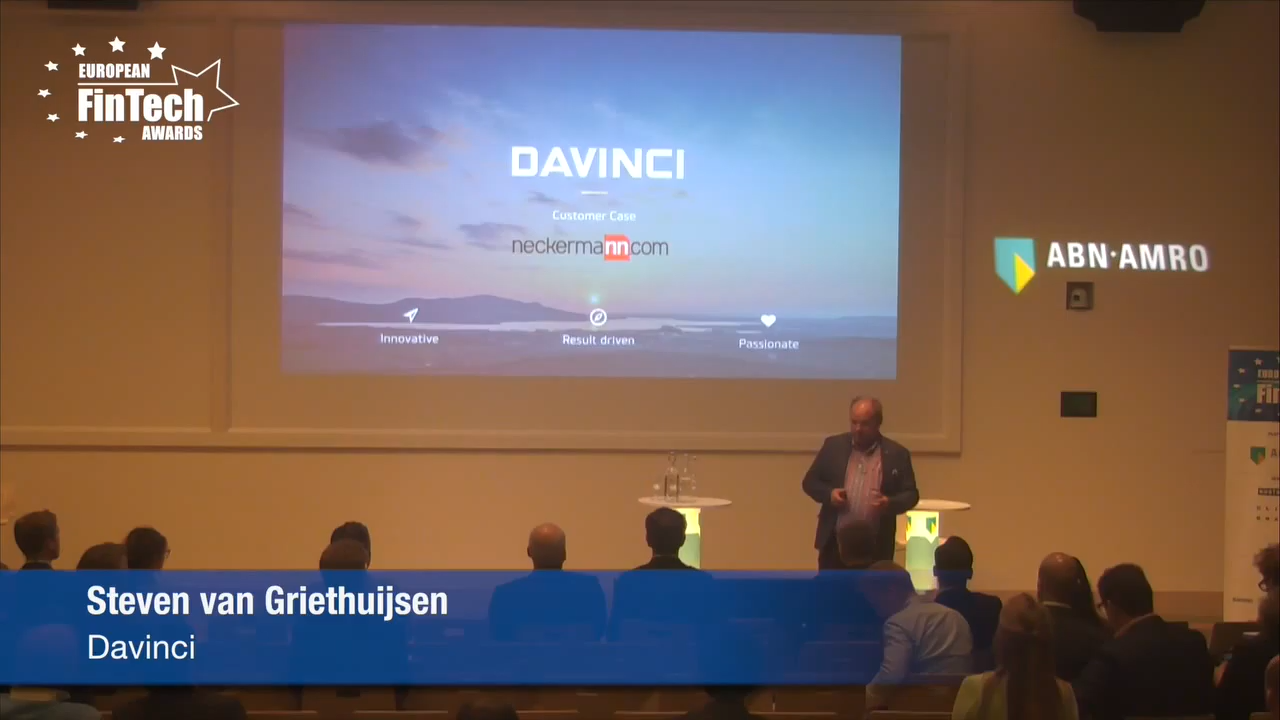 EUROPEAN
FinTech
AWARDS
DAVINCI
Customer Case
neckermann.com
Innovative
Result driven
Passionate
ABN·AMRO
Steven van Griethuijsen
Davinci